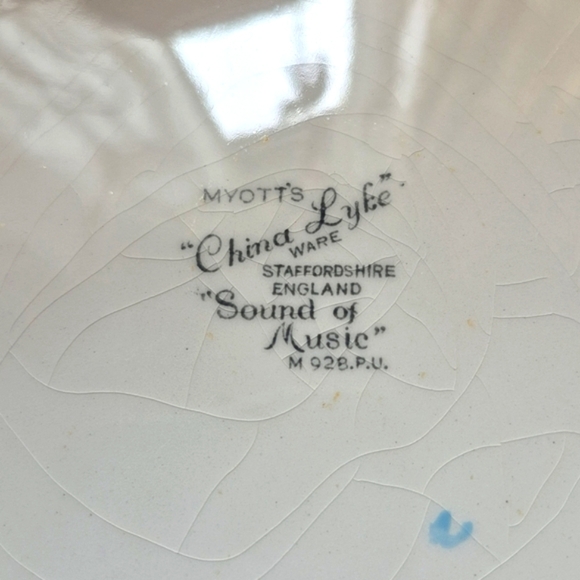 MYOTT'S
"China Lyke"
WARE
STAFFORDSHIRE
ENGLAND
"Sound of
Music"
M 928.P.U.